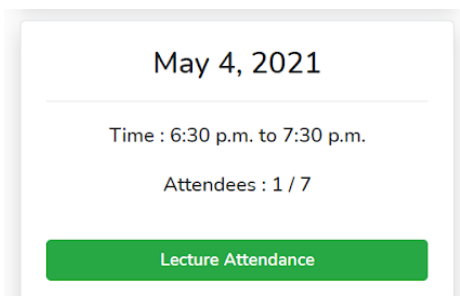 May 4, 2021
Time : 6:30 p.m. to 7:30 p.m.
Attendees : 1 / 7
Lecture Attendance